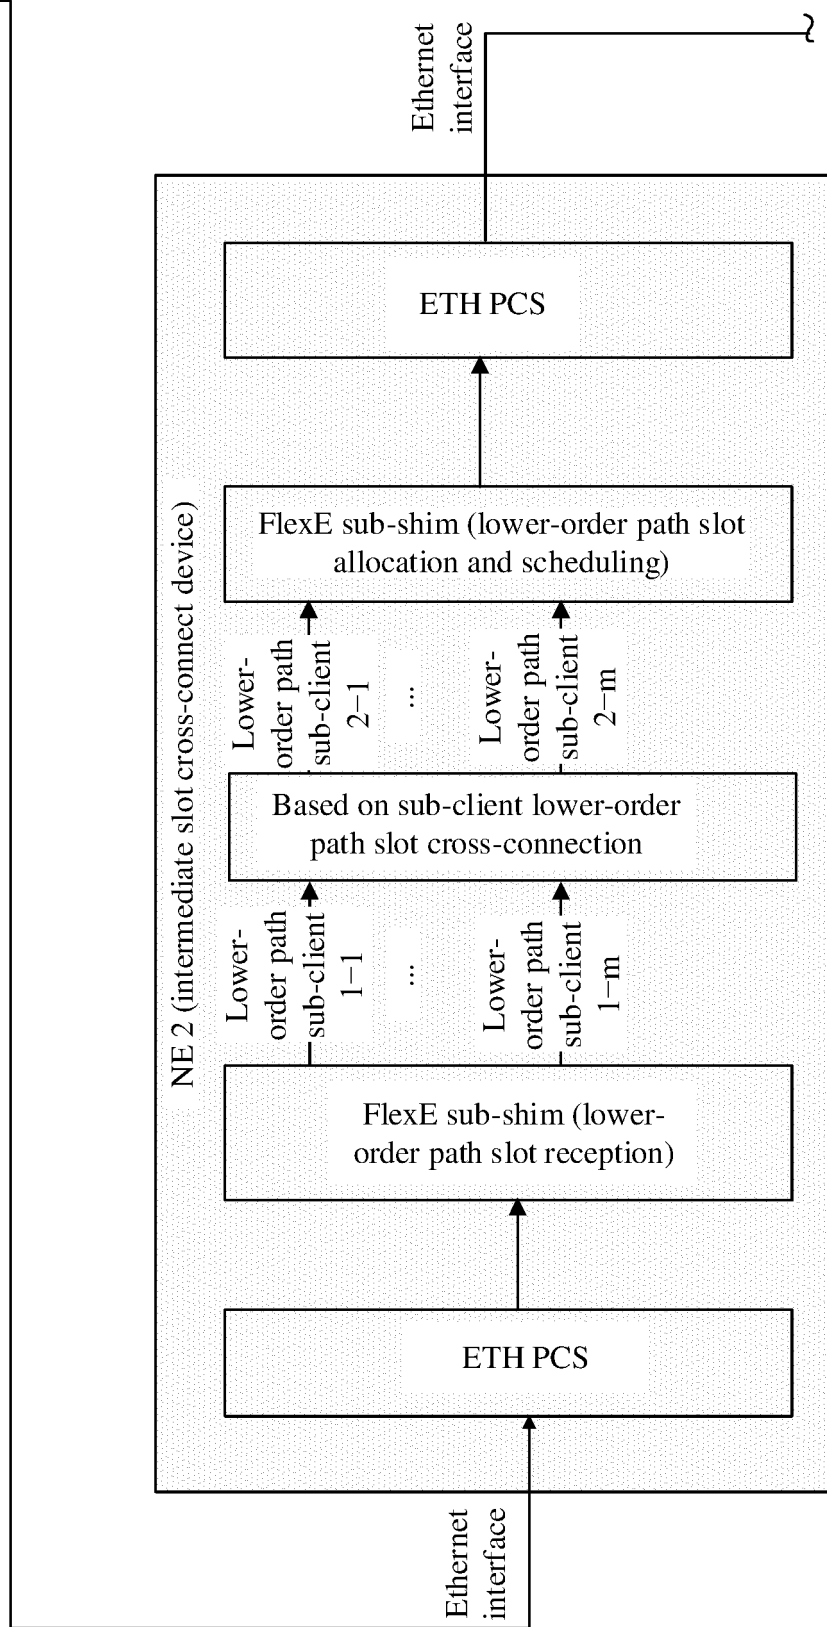 Ethernet
interface
ETH PCS
FlexE sub-shim (lower-order path slot
allocation and scheduling)
Lower-
order path
sub-client
2−1
...
Lower-
order path
sub-client
2−m
Based on sub-client lower-order
path slot cross-connection
NE 2 (intermediate slot cross-connect device)
Lower-
order path
sub-client
1−1
...
Lower-
order path
sub-client
1−m
FlexE sub-shim (lower-
order path slot reception)
ETH PCS
Ethernet
interface